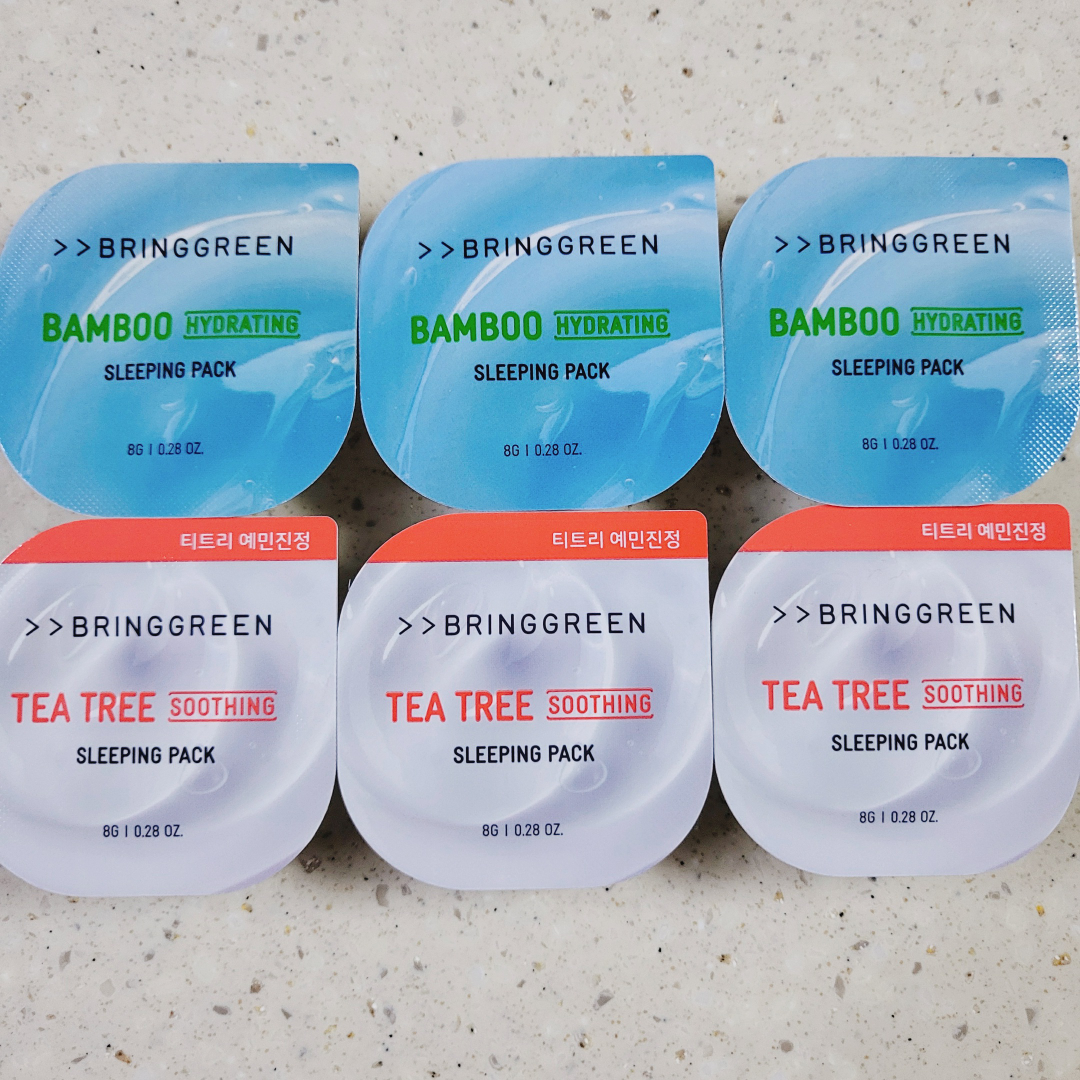 >>BRINGGREEN
BAMBOO HYDRATING
SLEEPING PACK
8G | 0.28 OZ.
>>BRINGGREEN
BAMBOO HYDRATING
SLEEPING PACK
8G | 0.28 OZ.
>>BRINGGREEN
BAMBOO HYDRATING
SLEEPING PACK
8G | 0.28 OZ.
티트리 예민진정
>>BRINGGREEN
TEA TREE SOOTHING
SLEEPING PACK
8G | 0.28 OZ.
티트리 예민진정
>>BRINGGREEN
TEA TREE SOOTHING
SLEEPING PACK
8G | 0.28 OZ.
티트리 예민진정
>>BRINGGREEN
TEA TREE SOOTHING
SLEEPING PACK
8G | 0.28 OZ.